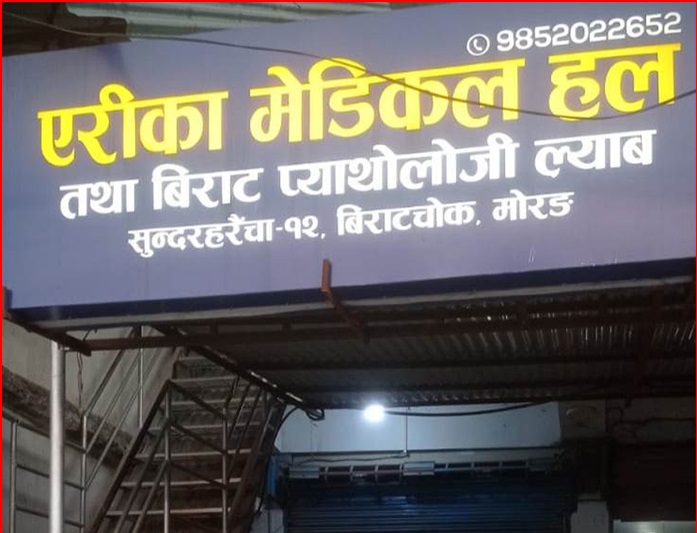 9852022652
एरीका मेडिकल हल
तथा बिराट प्याथोलोजी ल्याब
सुन्दरहरैंचा-१२, बिराटचोक, मोरङ